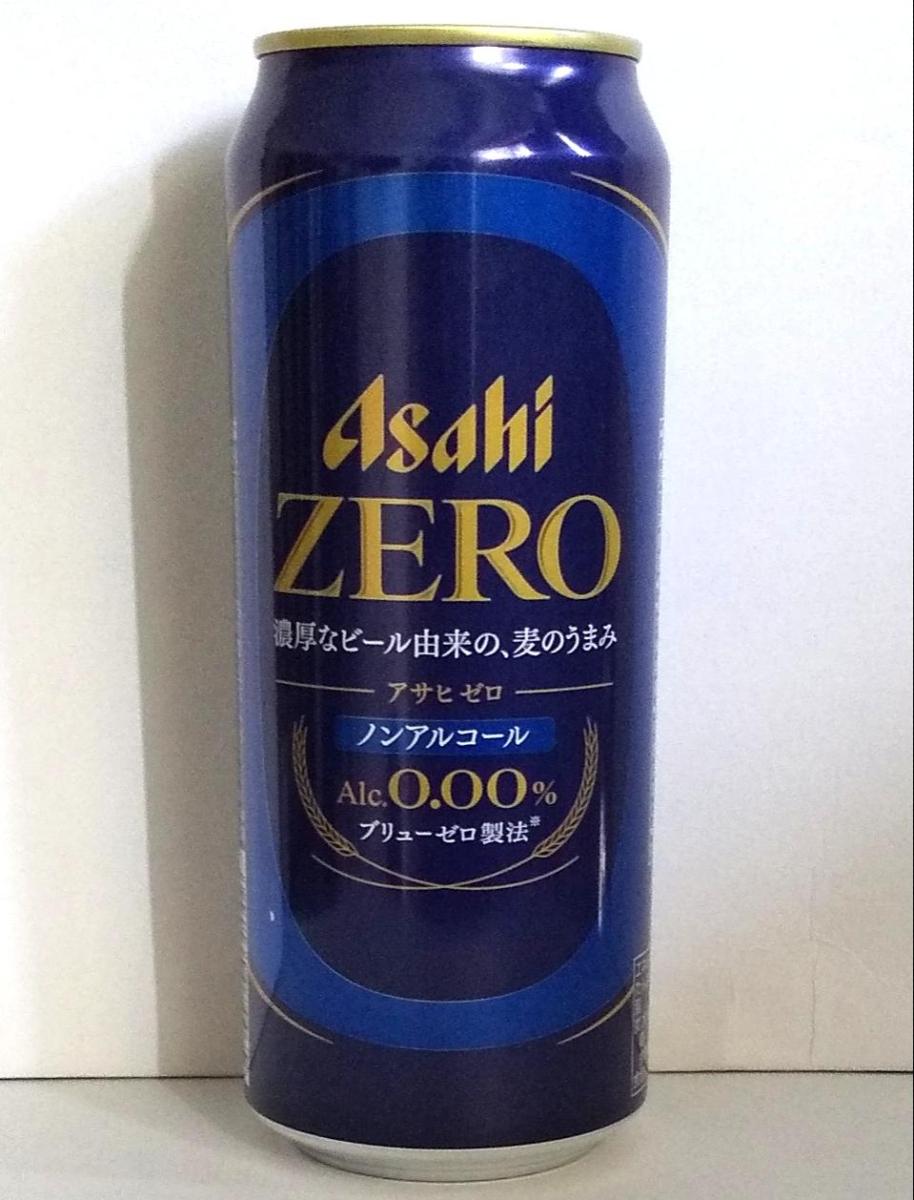 Asahi
ZERO
濃厚なビール由来の、麦のうまみ
アサヒゼロ
ノンアルコール
Alc.0.00%
ブリューゼロ製法※